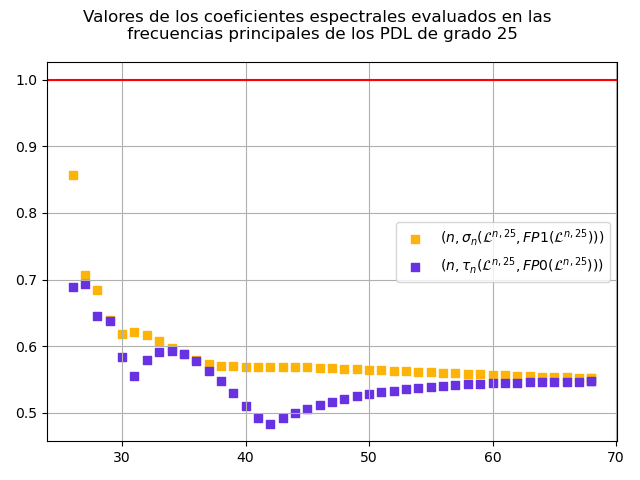 Valores de los coeficientes espectrales evaluados en las
frecuencias principales de los PDL de grado 25
1.0
0.9
0.8
0.7
0.6
0.5
(n, σₙ(ℒⁿ,²⁵, FP1(ℒⁿ,²⁵)))
(n, τₙ(ℒⁿ,²⁵, FP0(ℒⁿ,²⁵)))
30 40 50 60 70